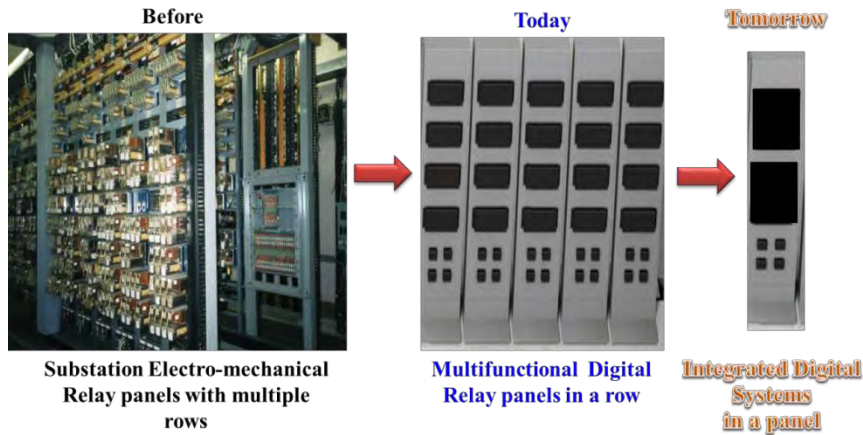 Before
Today
Tomorrow
Substation Electro-mechanical
Relay panels with multiple
rows
Multifunctional Digital
Relay panels in a row
Integrated Digital
Systems
in a panel